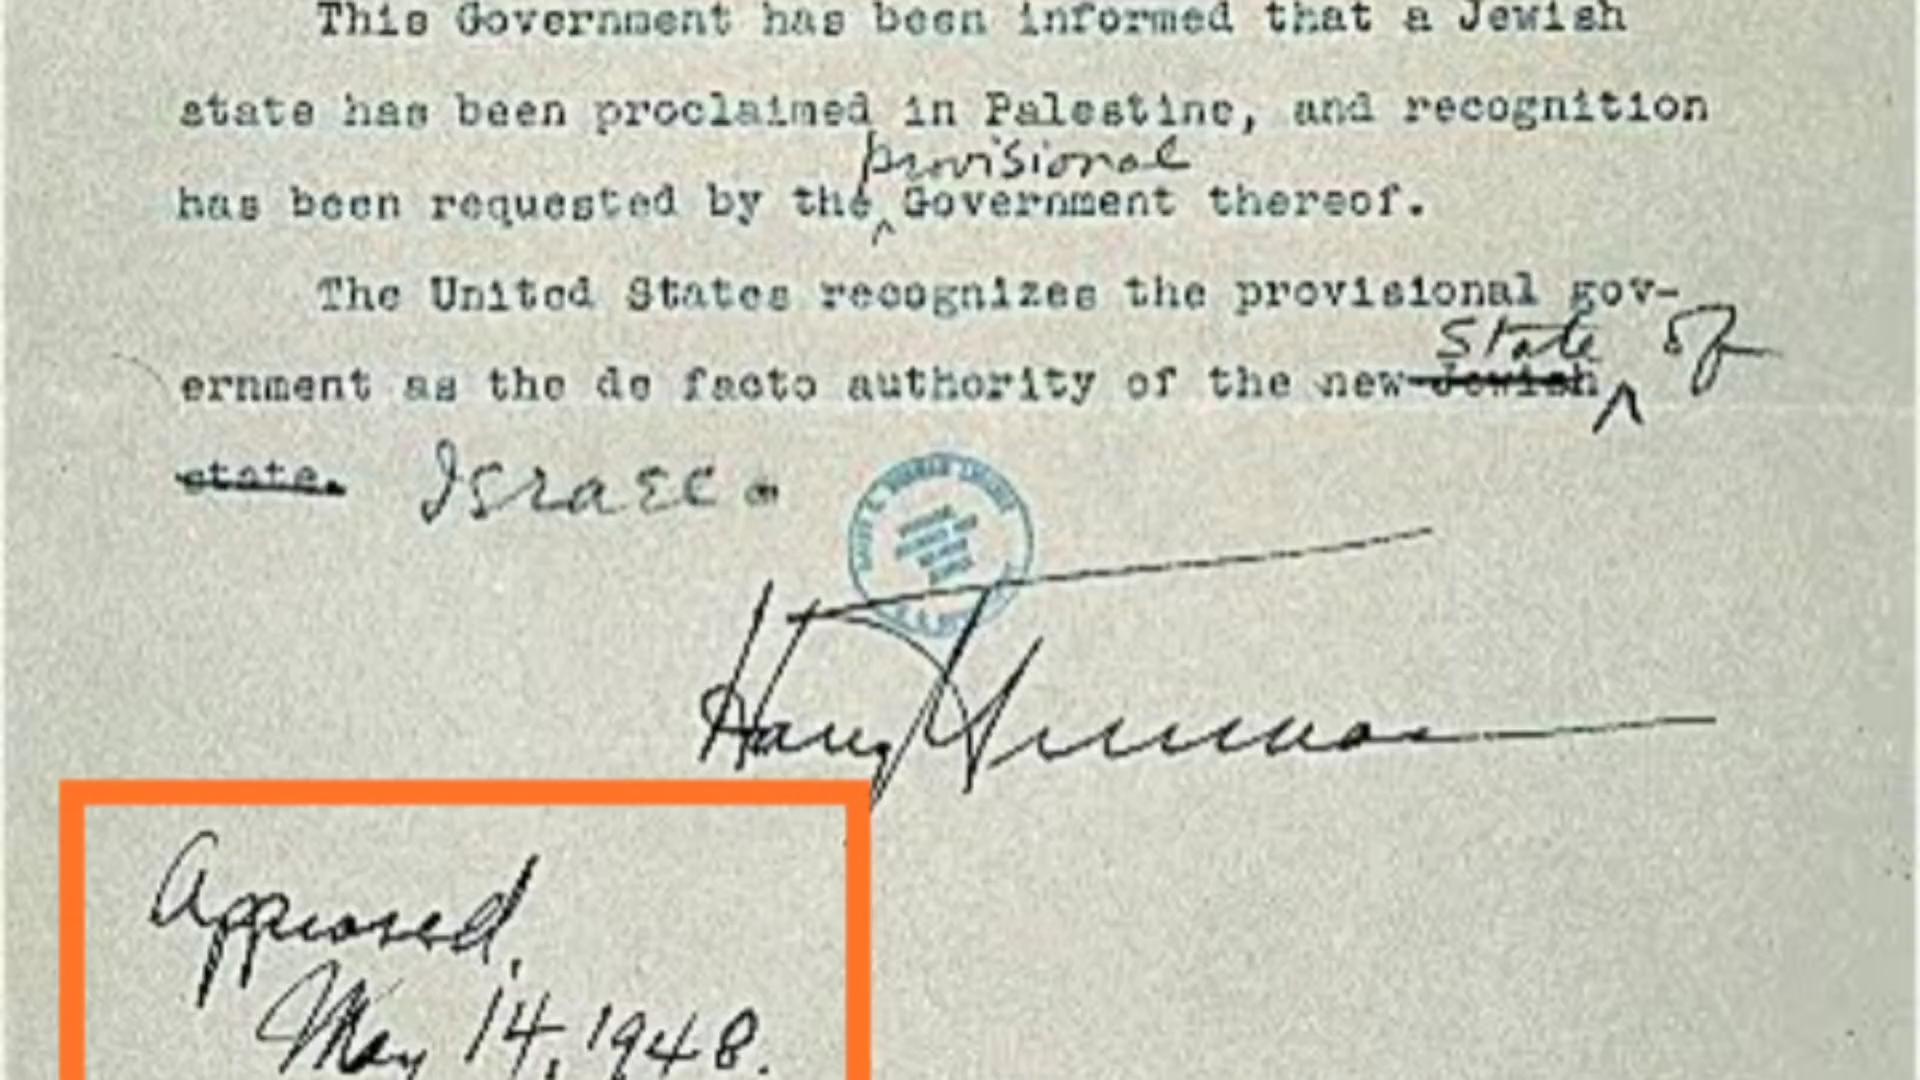 This Government has been informed that a Jewish
state has been proclaimed in Palestine, and recognition
provisional
has been requested by the ^ Government thereof.
The United States recognizes the provisional gov-
State of
ernment as the de facto authority of the new Jewish ^
state. Israel.
Harry Truman
Approved,
May 14, 1948.